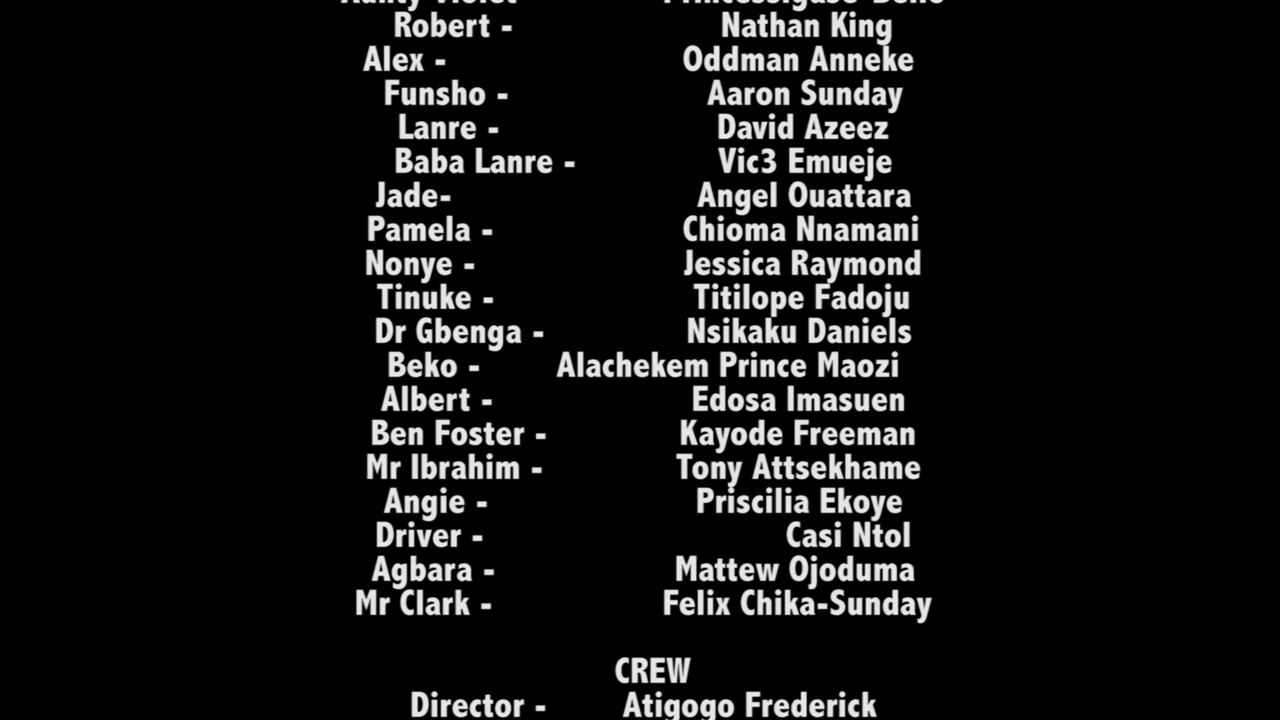 Robert - Nathan King
Alex - Oddman Anneke
Funsho - Aaron Sunday
Lanre - David Azeez
Baba Lanre - Vic3 Emueje
Jade- Angel Ouattara
Pamela - Chioma Nnamani
Nonye - Jessica Raymond
Tinuke - Titilope Fadoju
Dr Gbenga - Nsikaku Daniels
Beko - Alachekem Prince Maozi
Albert - Edosa Imasuen
Ben Foster - Kayode Freeman
Mr Ibrahim - Tony Attsekhame
Angie - Priscilia Ekoye
Driver - Casi Ntol
Agbara - Mattew Ojoduma
Mr Clark - Felix Chika-Sunday
CREW
Director - Atigogo Frederick